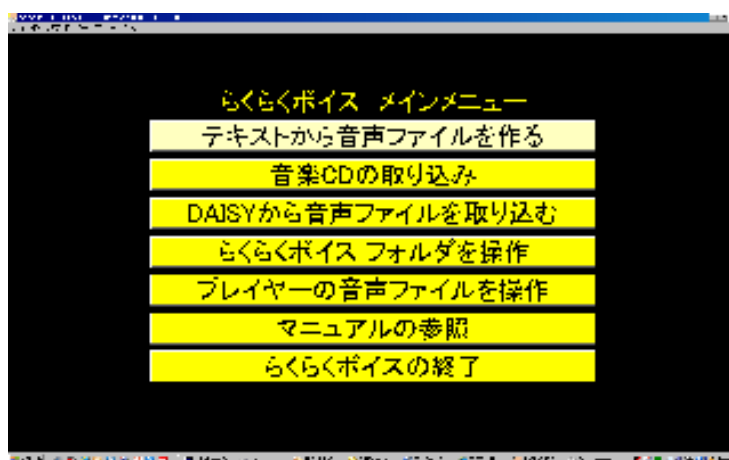 らくらくボイス メインメニュー
テキストから音声ファイルを作る
音楽CDの取り込み
DAISYから音声ファイルを取り込む
らくらくボイス フォルダを操作
プレイヤーの音声ファイルを操作
マニュアルの参照
らくらくボイスの終了